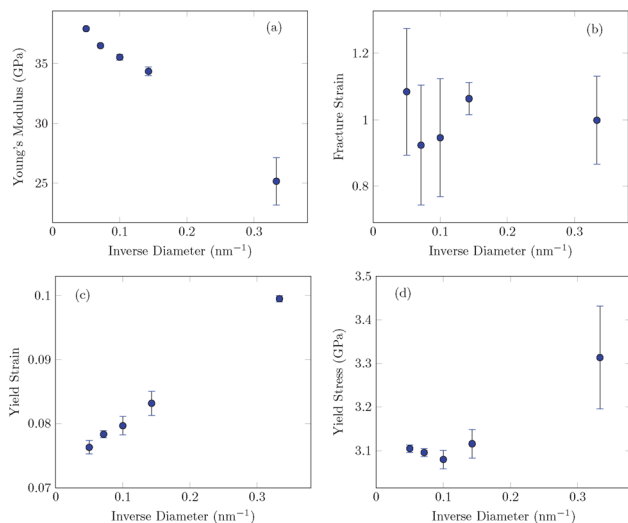 (a)
Young's Modulus (GPa)
35
30
25
0
0.1
0.2
0.3
Inverse Diameter (nm⁻¹)
(b)
Fracture Strain
1.2
1
0.8
0
0.1
0.2
0.3
Inverse Diameter (nm⁻¹)
(c)
Yield Strain
0.1
0.09
0.08
0.07
0
0.1
0.2
0.3
Inverse Diameter (nm⁻¹)
(d)
Yield Stress (GPa)
3.5
3.4
3.3
3.2
3.1
0
0.1
0.2
0.3
Inverse Diameter (nm⁻¹)